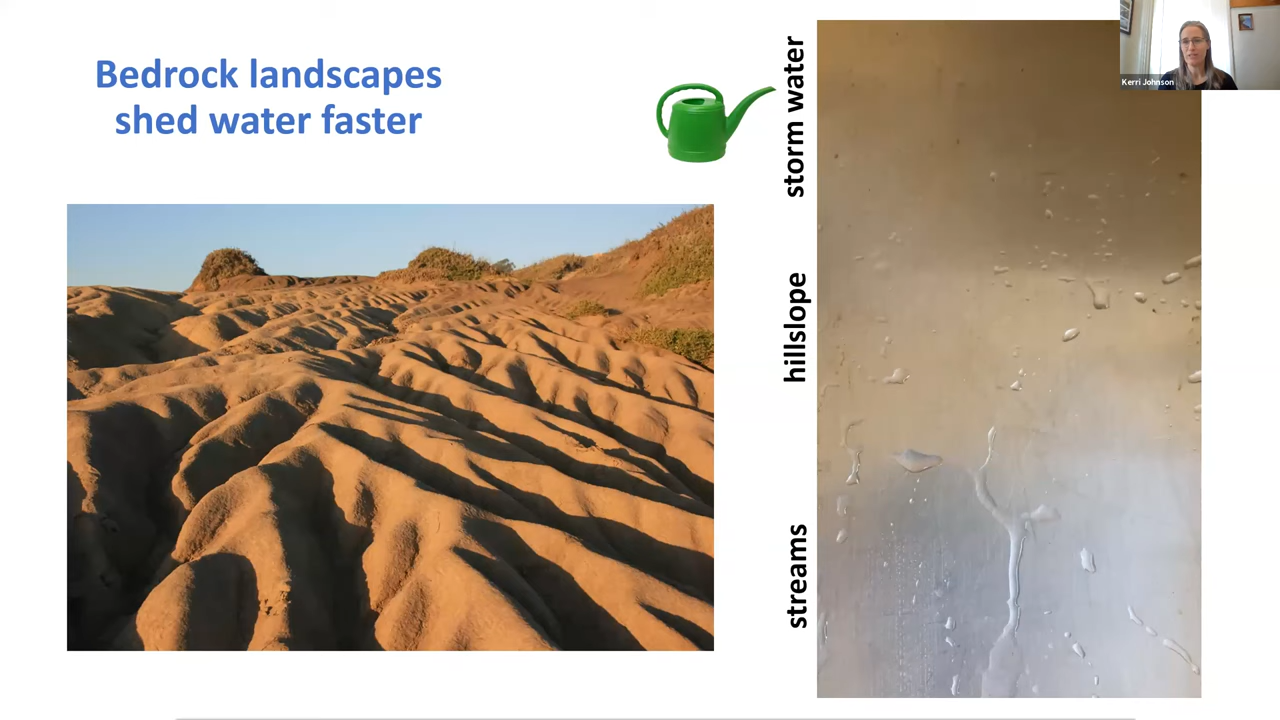 Bedrock landscapes
shed water faster
storm water
hillslope
streams
Kerri Johnson